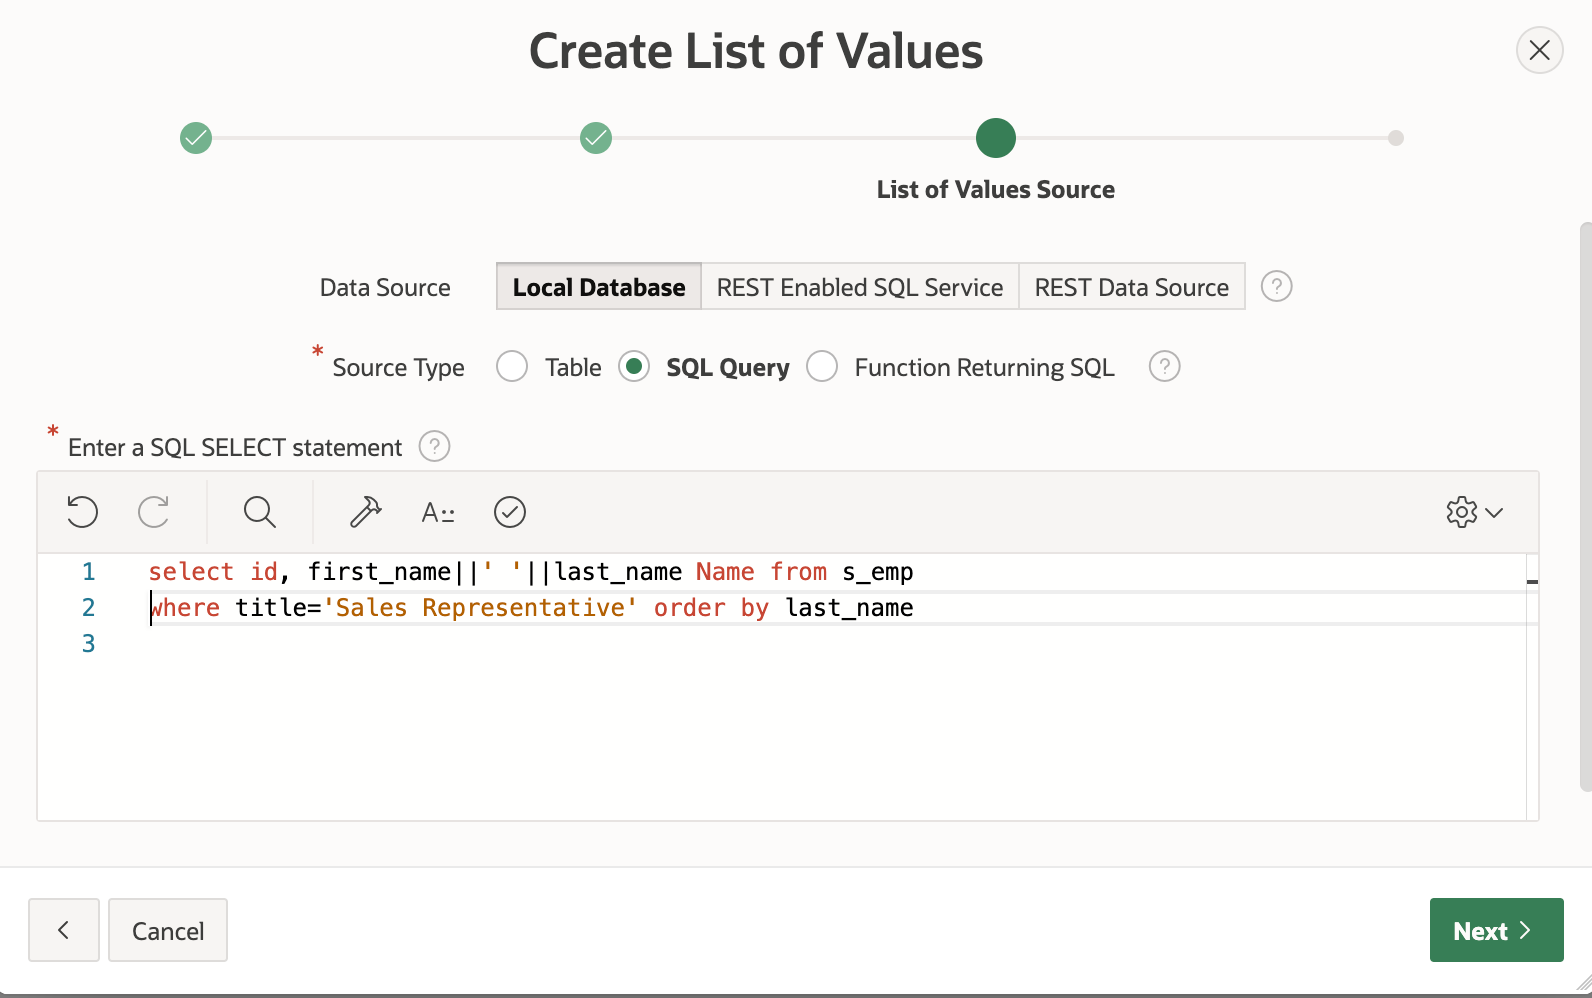 Create List of Values
List of Values Source
Data Source Local Database REST Enabled SQL Service REST Data Source ?
* Source Type Table SQL Query Function Returning SQL ?
* Enter a SQL SELECT statement ?
A::
1 select id, first_name||' '||last_name Name from s_emp
2 where title='Sales Representative' order by last_name
3
Cancel
Next